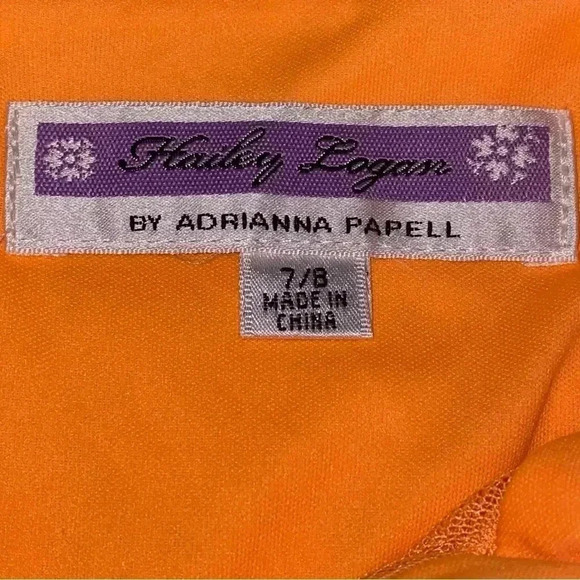 Hailey Logan
BY ADRIANNA PAPELL
7/8
MADE IN
CHINA